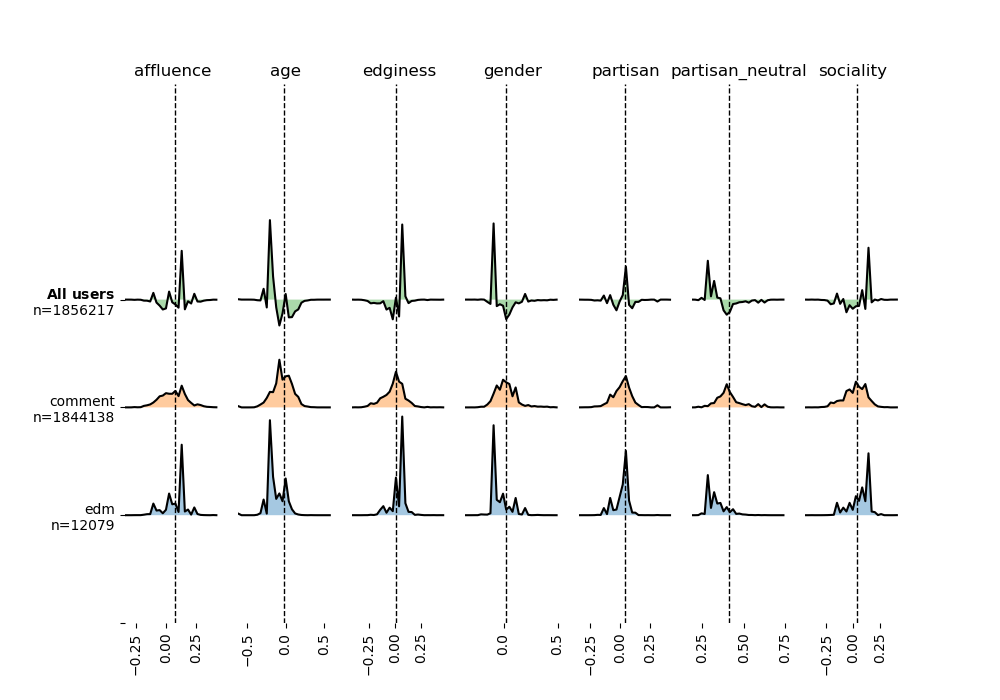 affluence age edginess gender partisan partisan_neutral sociality
All users
n=1856217
comment
n=1844138
edm
n=12079
−0.25 0.00 0.25 −0.5 0.0 0.5 −0.25 0.00 0.25 0.0 0.5 −0.25 0.00 0.25 0.25 0.50 0.75 −0.25 0.00 0.25